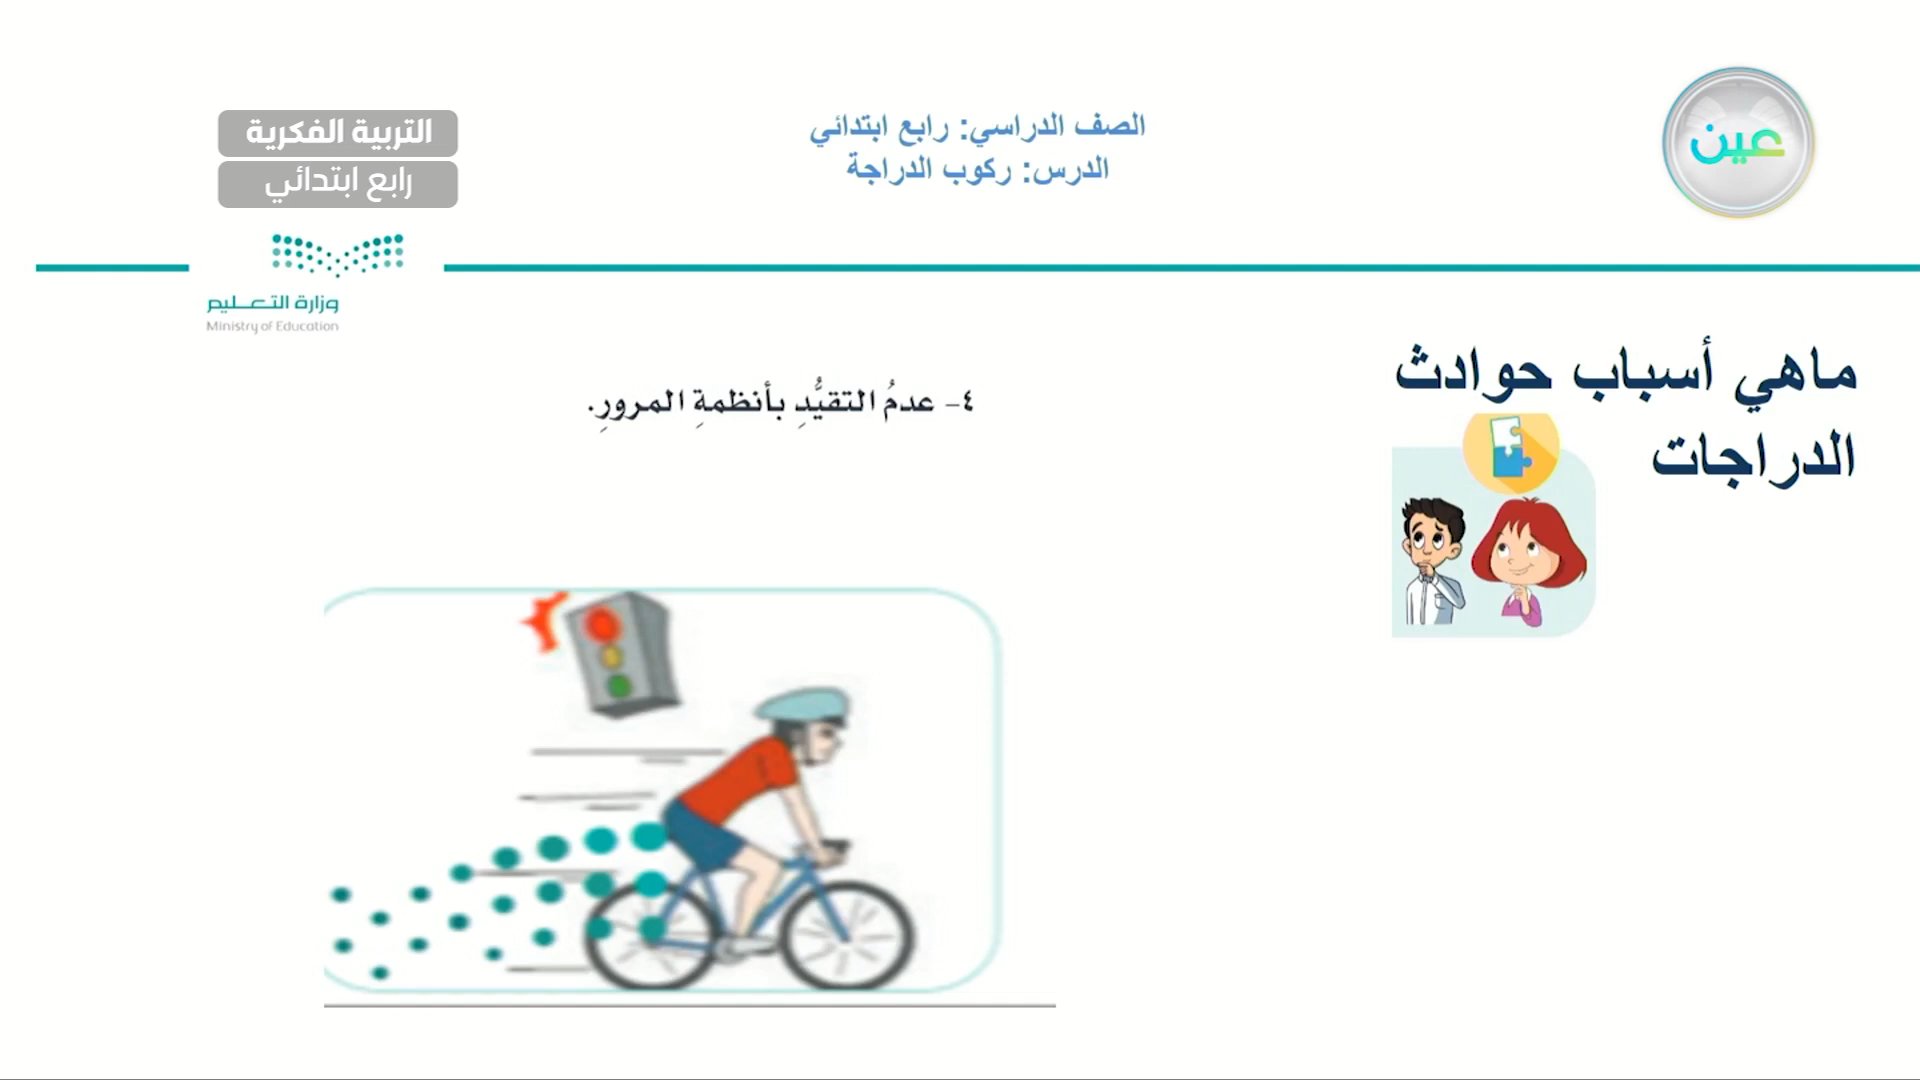 عين
الصف الدراسي: رابع ابتدائي
الدرس: ركوب الدراجة
التربية الفكرية
رابع ابتدائي
وزارة التعـــليم
Ministry of Education
ماهي أسباب حوادث
الدراجات
٤- عدمُ التقيُّدِ بأنظمةِ المرورِ.